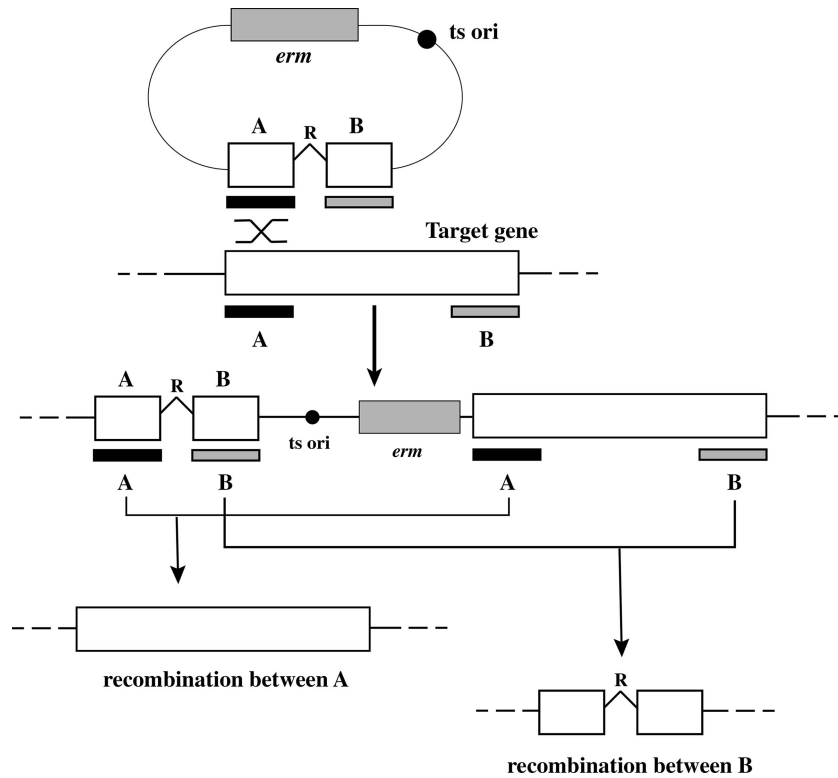 ts ori
erm
A R B
Target gene
A B
A R B
ts ori erm
A B A B
recombination between A
R
recombination between B